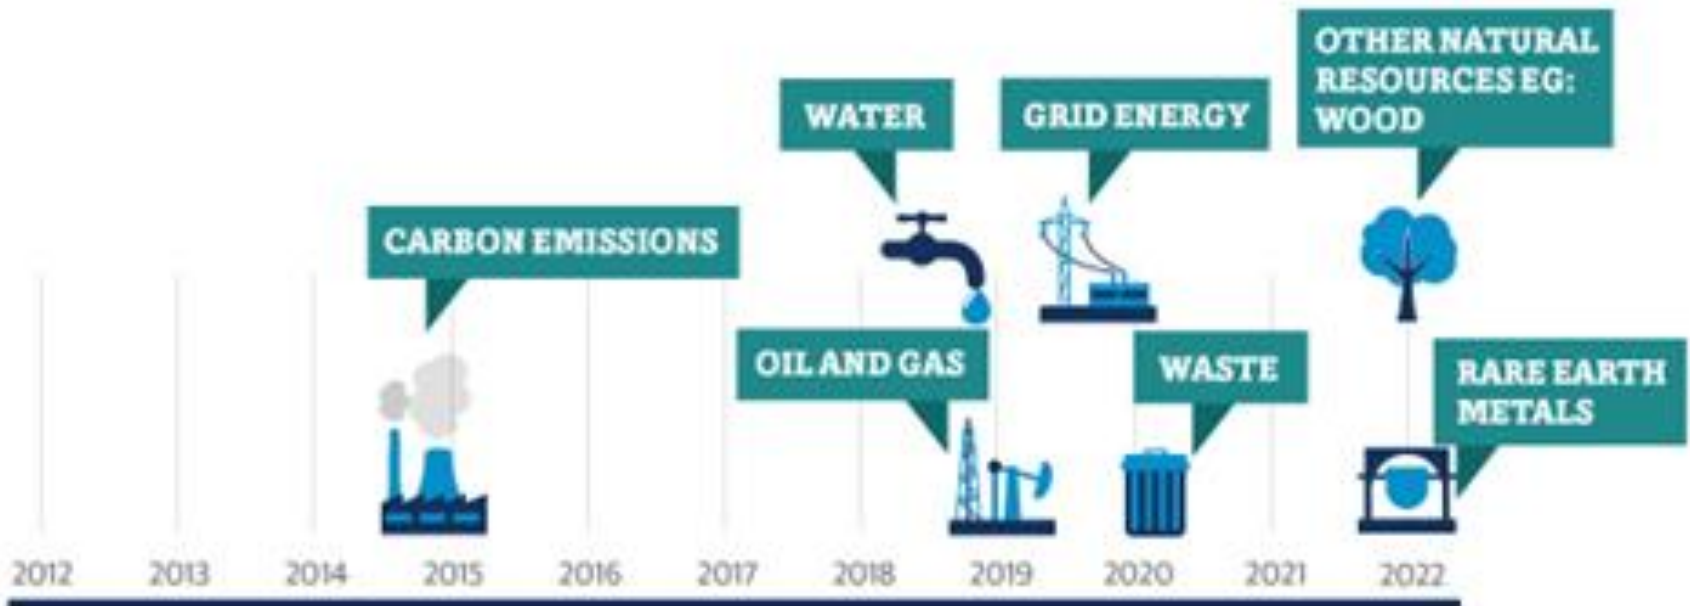 OTHER NATURAL
RESOURCES EG:
WOOD
WATER
GRID ENERGY
CARBON EMISSIONS
OIL AND GAS
WASTE
RARE EARTH
METALS
2012 2013 2014 2015 2016 2017 2018 2019 2020 2021 2022